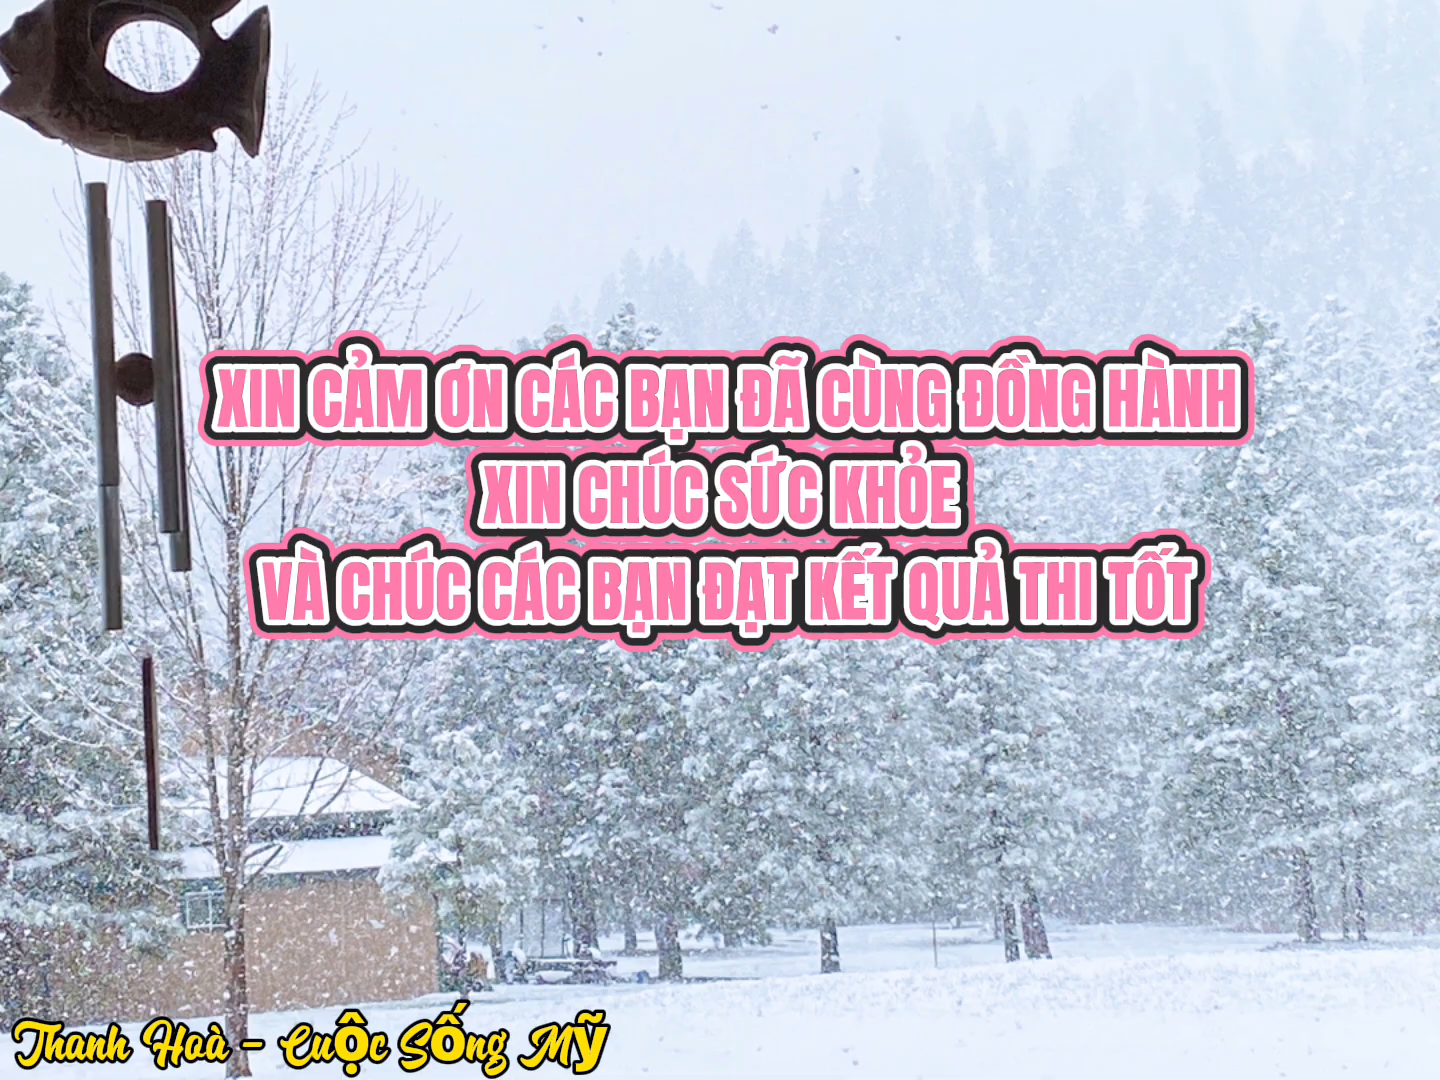 XIN CẢM ƠN CÁC BẠN ĐÃ CÙNG ĐỒNG HÀNH
XIN CHÚC SỨC KHỎE
VÀ CHÚC CÁC BẠN ĐẠT KẾT QUẢ THI TỐT
Thanh Hoà - Cuộc Sống Mỹ